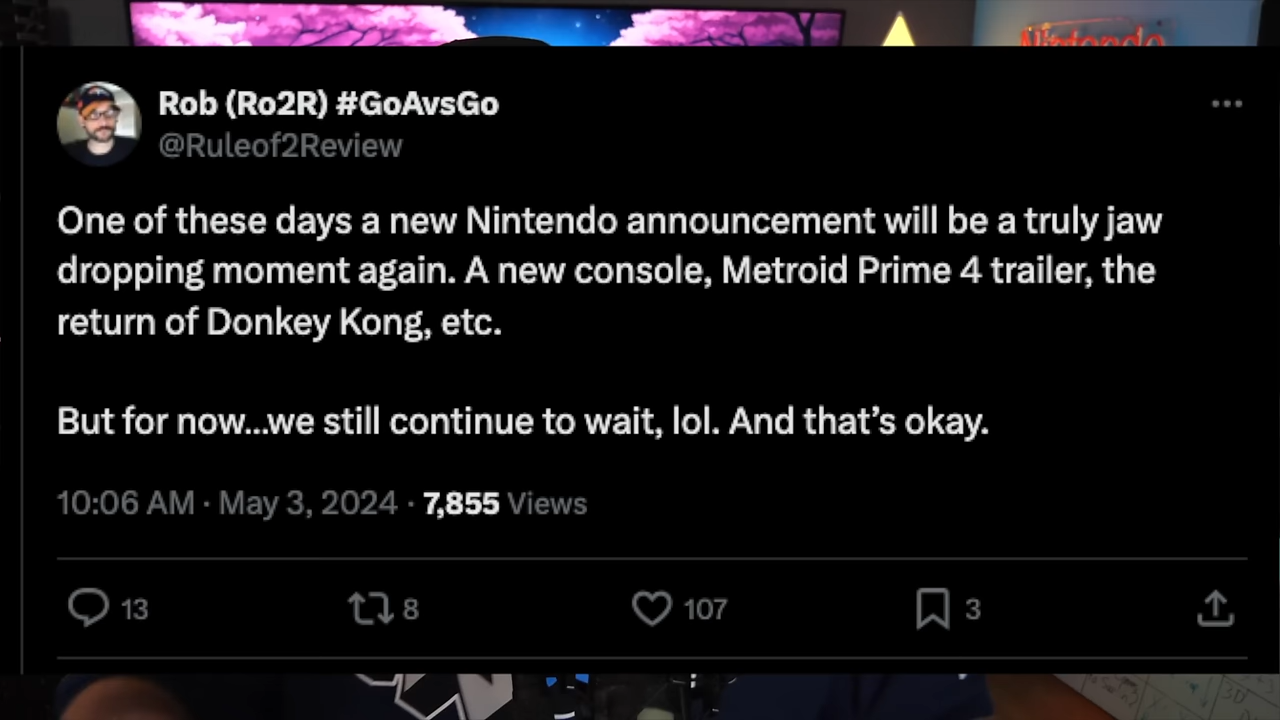 Nintendo
Rob (Ro2R) #GoAvsGo
@Ruleof2Review
One of these days a new Nintendo announcement will be a truly jaw
dropping moment again. A new console, Metroid Prime 4 trailer, the
return of Donkey Kong, etc.
But for now...we still continue to wait, lol. And that’s okay.
10:06 AM · May 3, 2024 · 7,855 Views
13 8 107 3
3D